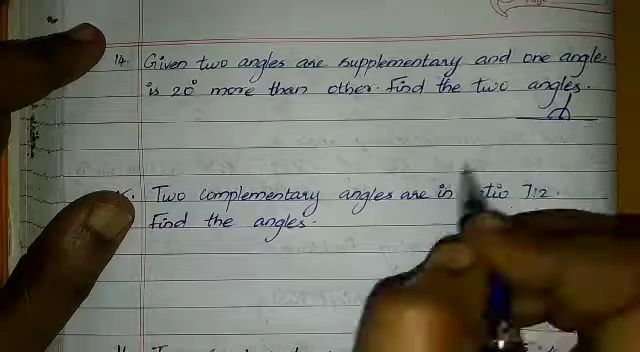 14. Given two angles are supplementary and one angle
is 20° more than other. Find the two angles.
Two complementary angles are in 7:2.
Find the angles.